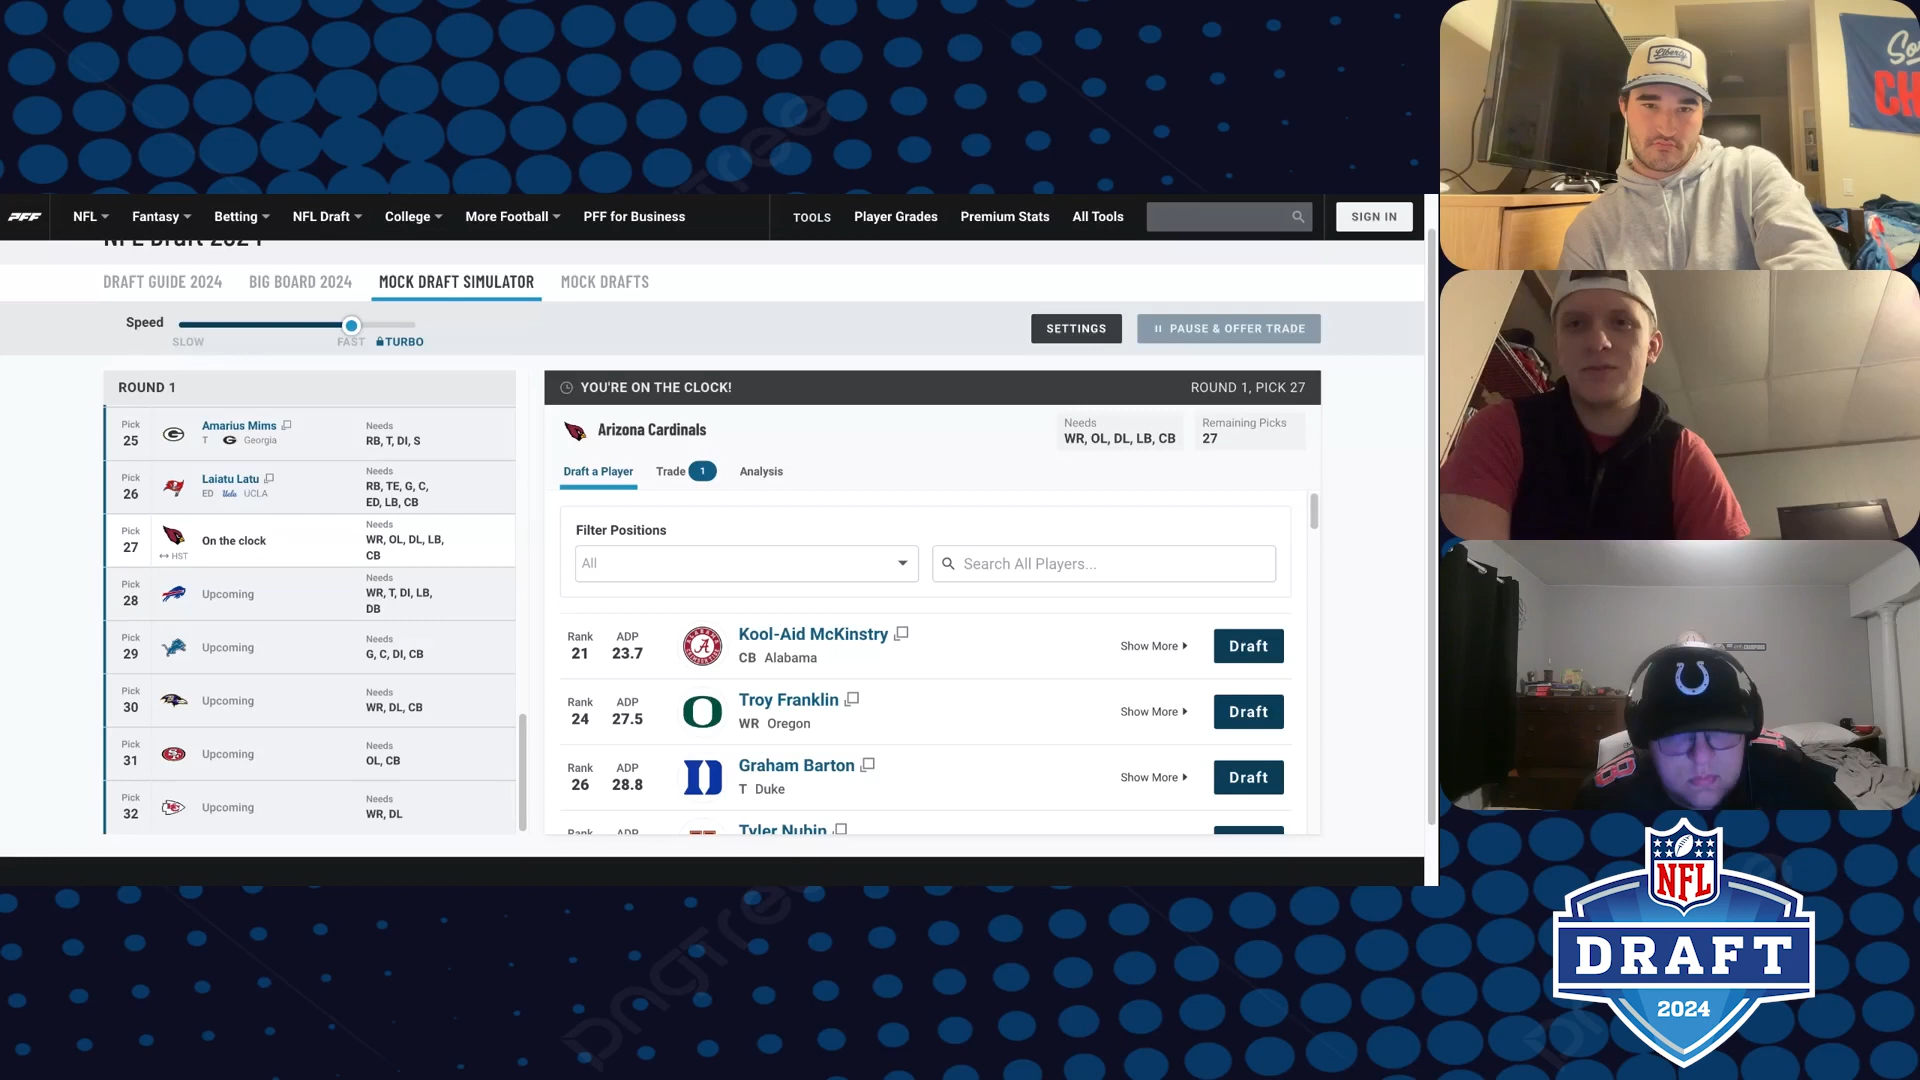 PFF
NFL
Fantasy
Betting
NFL Draft
College
More Football
PFF for Business
TOOLS
Player Grades
Premium Stats
All Tools
SIGN IN
NFL Draft 2024
DRAFT GUIDE 2024
BIG BOARD 2024
MOCK DRAFT SIMULATOR
MOCK DRAFTS
Speed
SLOW
FAST
TURBO
SETTINGS
PAUSE & OFFER TRADE
ROUND 1
Pick
25
Amarius Mims
T G Georgia
Needs
RB, T, DI, S
Pick
26
Laiatu Latu
ED Ucla UCLA
Needs
RB, TE, G, C,
ED, LB, CB
Pick
27
↔ HST
On the clock
Needs
WR, OL, DL, LB,
CB
Pick
28
Upcoming
Needs
WR, T, DI, LB,
DB
Pick
29
Upcoming
Needs
G, C, DI, CB
Pick
30
Upcoming
Needs
WR, DL, CB
Pick
31
Upcoming
Needs
OL, CB
Pick
32
Upcoming
Needs
WR, DL
YOU'RE ON THE CLOCK!
ROUND 1, PICK 27
Arizona Cardinals
Needs
WR, OL, DL, LB, CB
Remaining Picks
27
Draft a Player
Trade 1
Analysis
Filter Positions
All
Search All Players...
Rank
21
ADP
23.7
Kool-Aid McKinstry
CB Alabama
Show More
Draft
Rank
24
ADP
27.5
Troy Franklin
WR Oregon
Show More
Draft
Rank
26
ADP
28.8
Graham Barton
T Duke
Show More
Draft
Rank
ADP
Tyler Nubin
Liberty
NFL
DRAFT
2024
pngtree